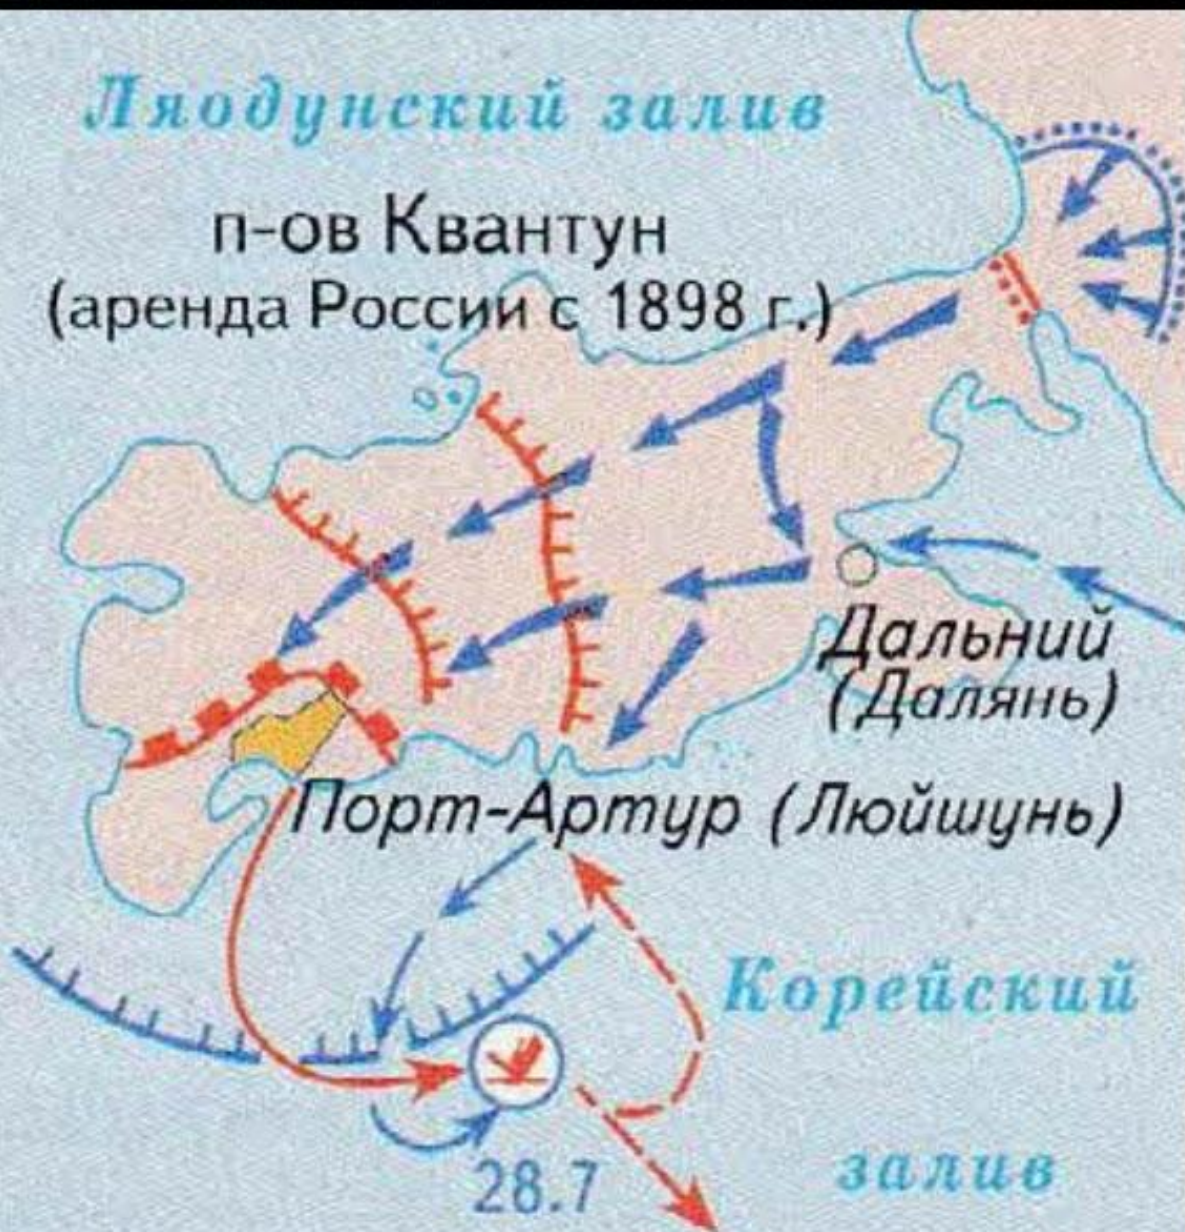 Ляодунский залив
п-ов Квантун
(аренда России с 1898 г.)
Дальний
(Далянь)
Порт-Артур (Люйшунь)
Корейский
залив
28.7